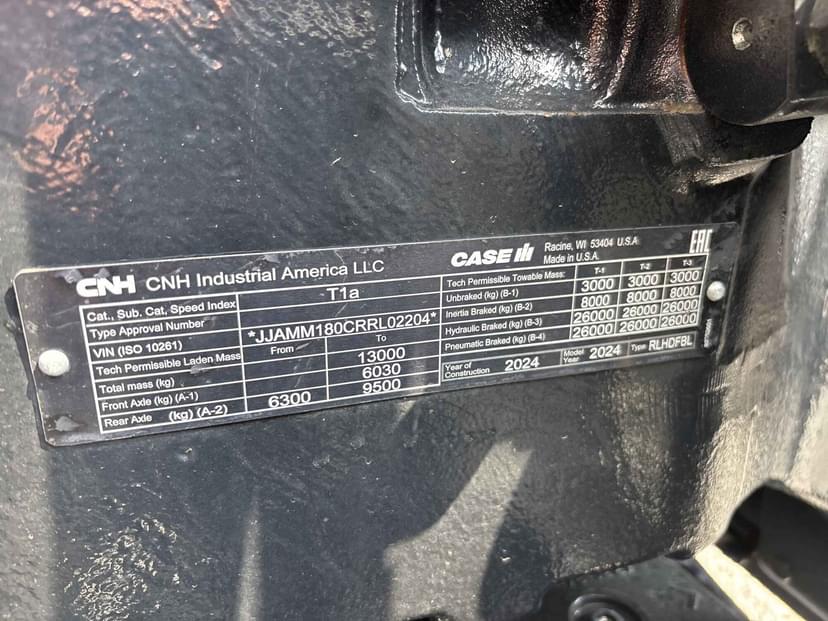 CNH CNH Industrial America LLC
CASE IH Racine, WI 53404 U.S.A.
Made in U.S.A.
EAC
Cat., Sub. Cat, Speed Index T1a
Type Approval Number
VIN (ISO 10261) *JJAMM180CRRL02204*
Tech Permissible Laden Mass From To
Total mass (kg) 13000
Front Axle (kg) (A-1) 6030
Rear Axle (kg) (A-2) 6300 9500
Tech Permissible Towable Mass: T-1 T-2 T-3
Unbraked (kg) (B-1) 3000 3000 3000
Inertia Braked (kg) (B-2) 8000 8000 8000
Hydraulic Braked (kg) (B-3) 26000 26000 26000
Pneumatic Braked (kg) (B-4) 26000 26000 26000
Year of Construction 2024 Model Year 2024 Type RLHDFBL